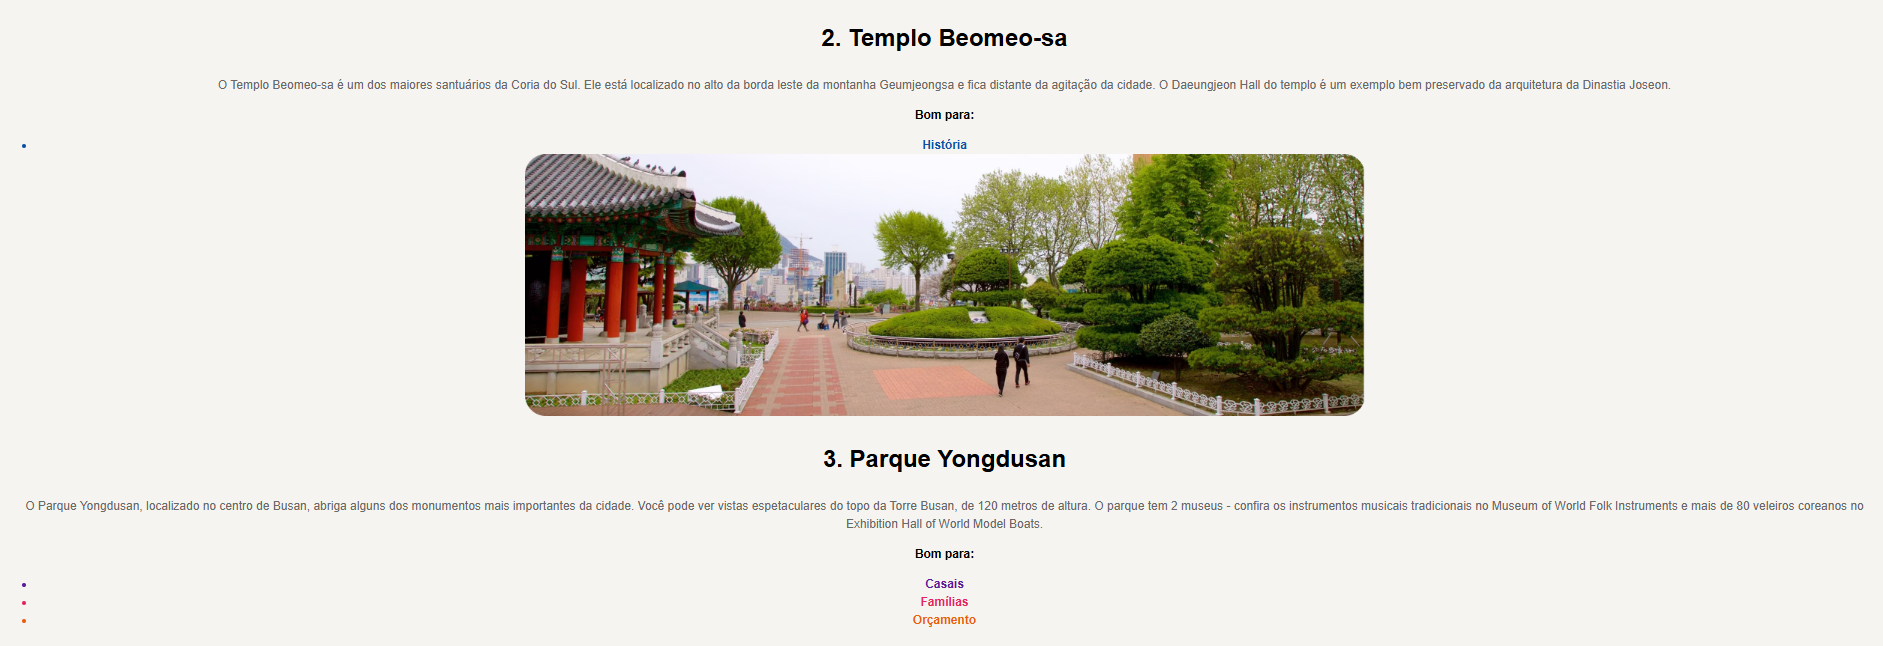 2. Templo Beomeo-sa
O Templo Beomeo-sa é um dos maiores santuários da Coria do Sul. Ele está localizado no alto da borda leste da montanha Geumjeongsa e fica distante da agitação da cidade. O Daeungjeon Hall do templo é um exemplo bem preservado da arquitetura da Dinastia Joseon.
Bom para:
• História
3. Parque Yongdusan
O Parque Yongdusan, localizado no centro de Busan, abriga alguns dos monumentos mais importantes da cidade. Você pode ver vistas espetaculares do topo da Torre Busan, de 120 metros de altura. O parque tem 2 museus - confira os instrumentos musicais tradicionais no Museum of World Folk Instruments e mais de 80 veleiros coreanos no
Exhibition Hall of World Model Boats.
Bom para:
• Casais
• Famílias
• Orçamento